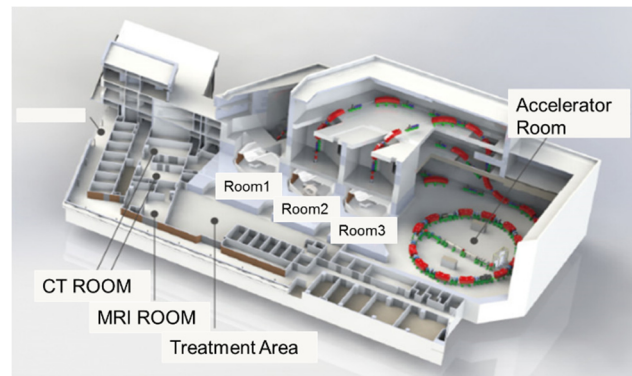 Accelerator
Room
Room1
Room2
Room3
CT ROOM
MRI ROOM
Treatment Area